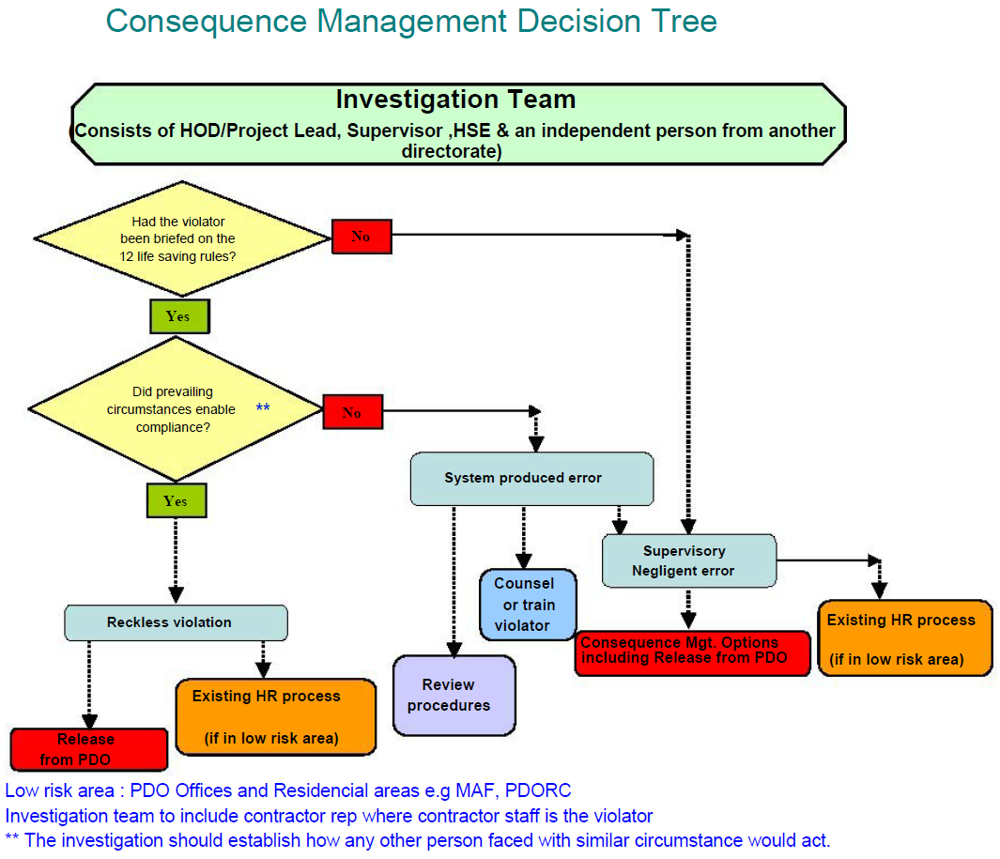 Consequence Management Decision Tree
Investigation Team
(Consists of HOD/Project Lead, Supervisor ,HSE & an independent person from another
directorate)
Had the violator
been briefed on the
12 life saving rules?
No
Yes
Did prevailing
circumstances enable
compliance?
**
No
Yes
System produced error
Supervisory
Negligent error
Counsel
or train
violator
Reckless violation
Existing HR process
(if in low risk area)
Consequence Mgt. Options
including Release from PDO
Review
procedures
Existing HR process
(if in low risk area)
Release
from PDO
Low risk area : PDO Offices and Residencial areas e.g MAF, PDORC
Investigation team to include contractor rep where contractor staff is the violator
** The investigation should establish how any other person faced with similar circumstance would act.